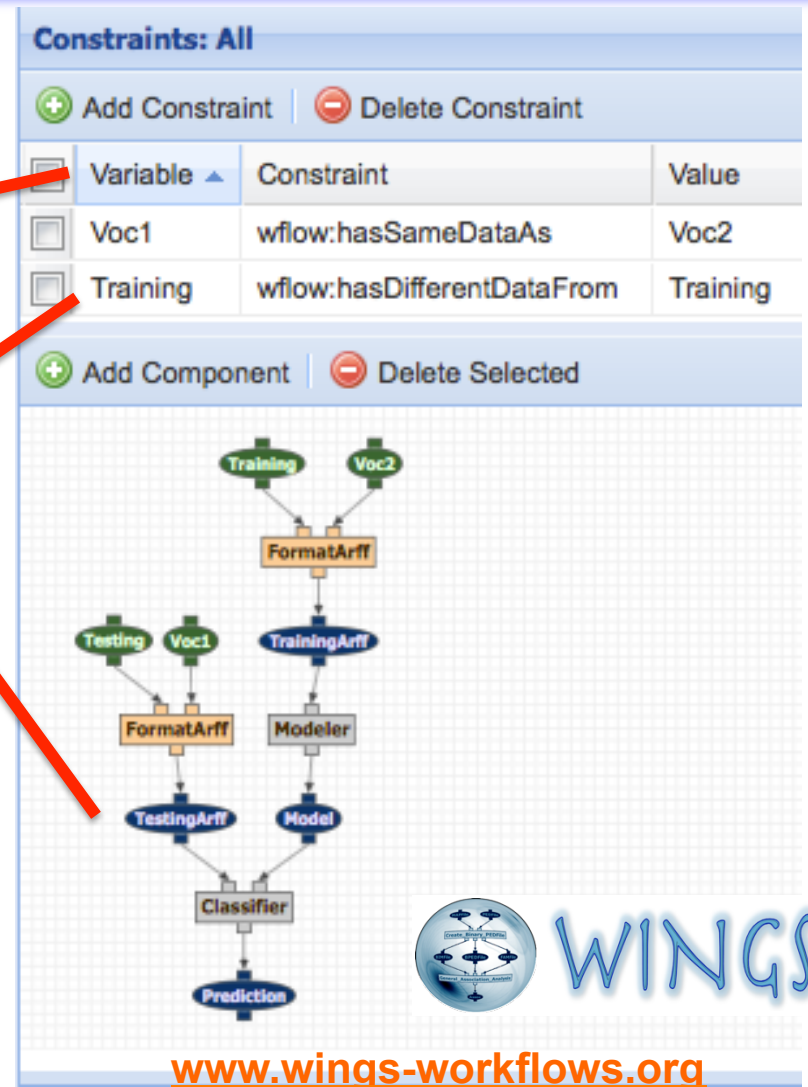 Constraints: All
Add Constraint Delete Constraint
Variable Constraint Value
Voc1 wflow:hasSameDataAs Voc2
Training wflow:hasDifferentDataFrom Training
Add Component Delete Selected
Training Voc2
FormatArff
Testing Voc1 TrainingArff
FormatArff Modeler
TestingArff Model
Classifier
Prediction
WINGS
www.wings-workflows.org